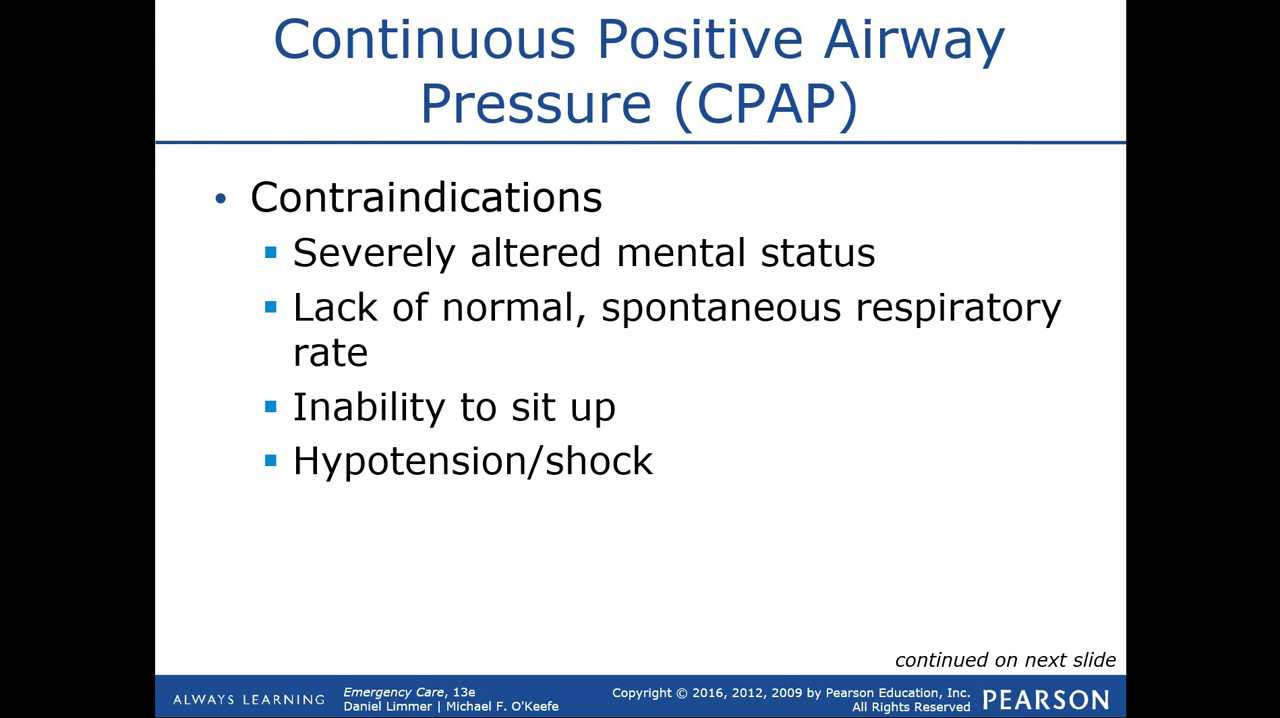 Continuous Positive Airway
Pressure (CPAP)
• Contraindications
▪ Severely altered mental status
▪ Lack of normal, spontaneous respiratory
rate
▪ Inability to sit up
▪ Hypotension/shock
continued on next slide
ALWAYS LEARNING
Emergency Care, 13e
Daniel Limmer | Michael F. O'Keefe
Copyright © 2016, 2012, 2009 by Pearson Education, Inc.
All Rights Reserved
PEARSON